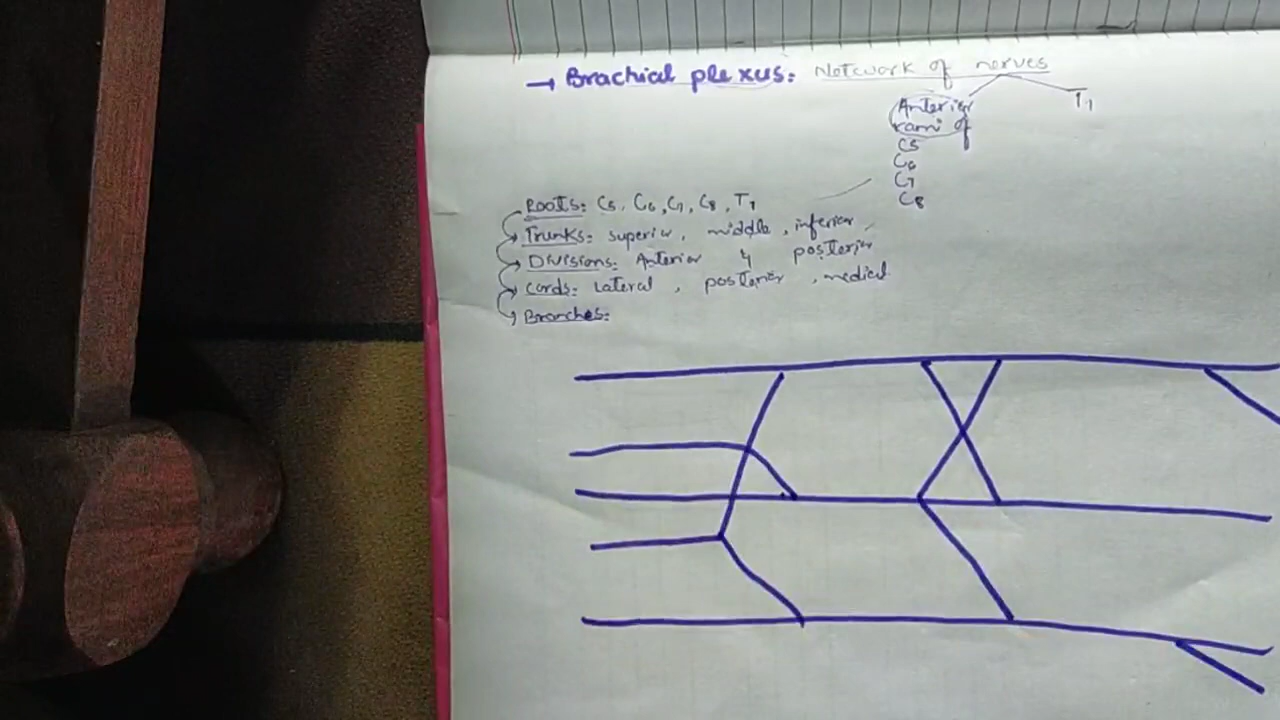 → Brachial plexus: Network of nerves
Anterior
rami of
T1
C5
C6
C7
C8
Roots: C5, C6, C7, C8, T1
Trunks: superior, middle, inferior
Divisions: Anterior & posterior
Cords: Lateral, posterior, medial
Branches: